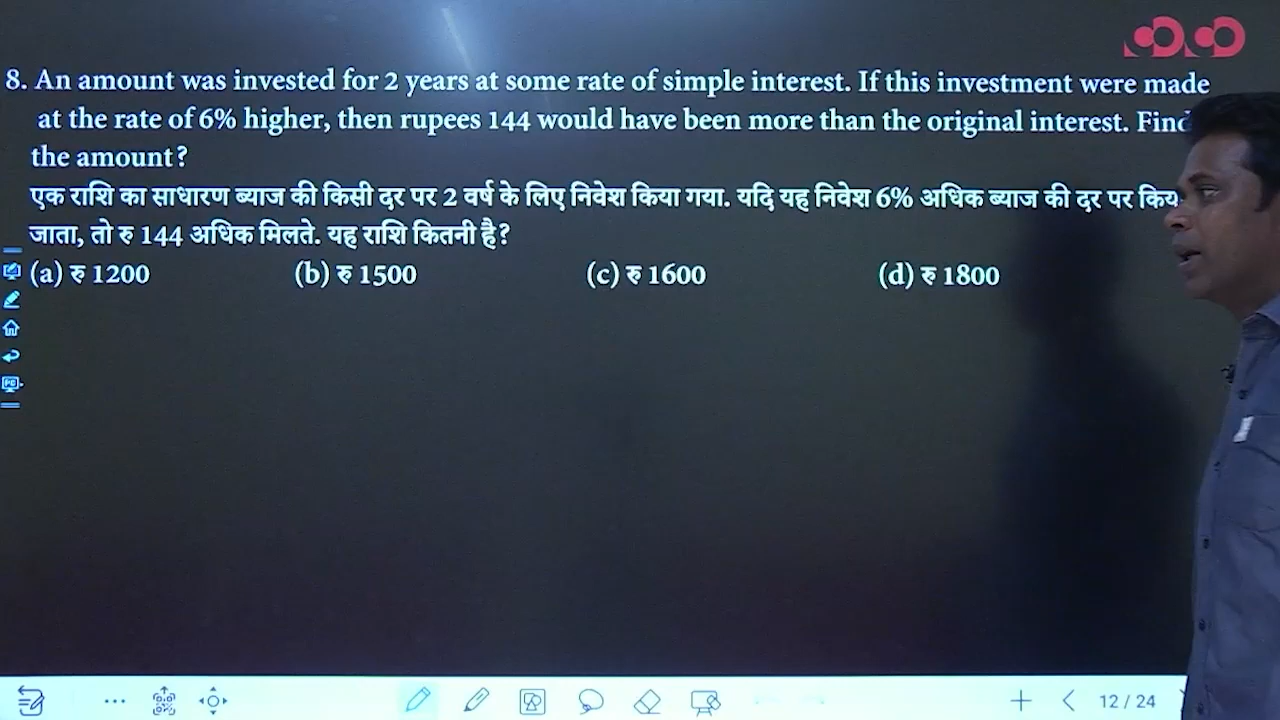 8. An amount was invested for 2 years at some rate of simple interest. If this investment were made
at the rate of 6% higher, then rupees 144 would have been more than the original interest. Find
the amount?
एक राशि का साधारण ब्याज की किसी दर पर 2 वर्ष के लिए निवेश किया गया. यदि यह निवेश 6% अधिक ब्याज की दर पर
जाता, तो रु 144 अधिक मिलते. यह राशि कितनी है?
(a) रु 1200 (b) रु 1500 (c) रु 1600 (d) रु 1800
12 / 24